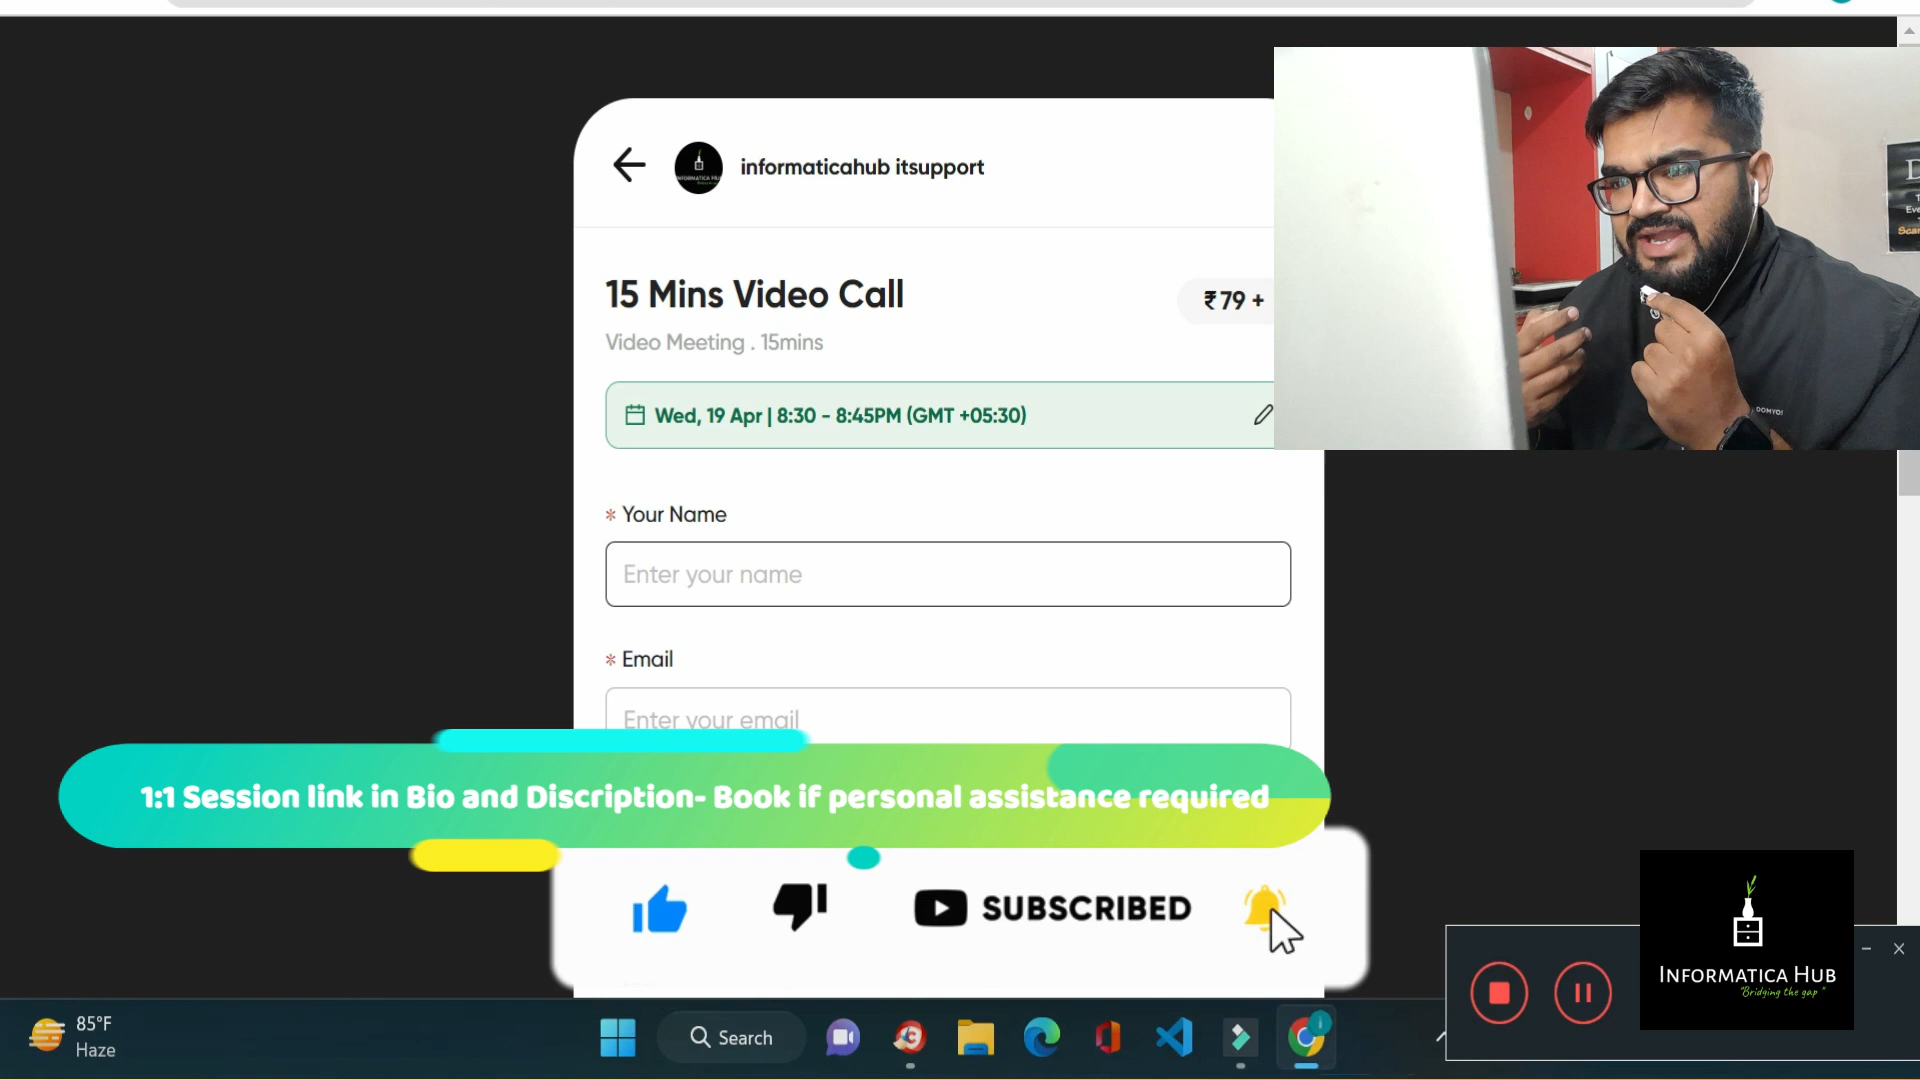 informaticahub itsupport
15 Mins Video Call
₹79 +
Video Meeting . 15mins
Wed, 19 Apr | 8:30 - 8:45PM (GMT +05:30)
* Your Name
Enter your name
* Email
Enter your email
1:1 Session link in Bio and Discription- Book if personal assistance required
SUBSCRIBED
INFORMATICA HUB
"Bridging the gap"
85°F
Haze
Search
DOMYOS